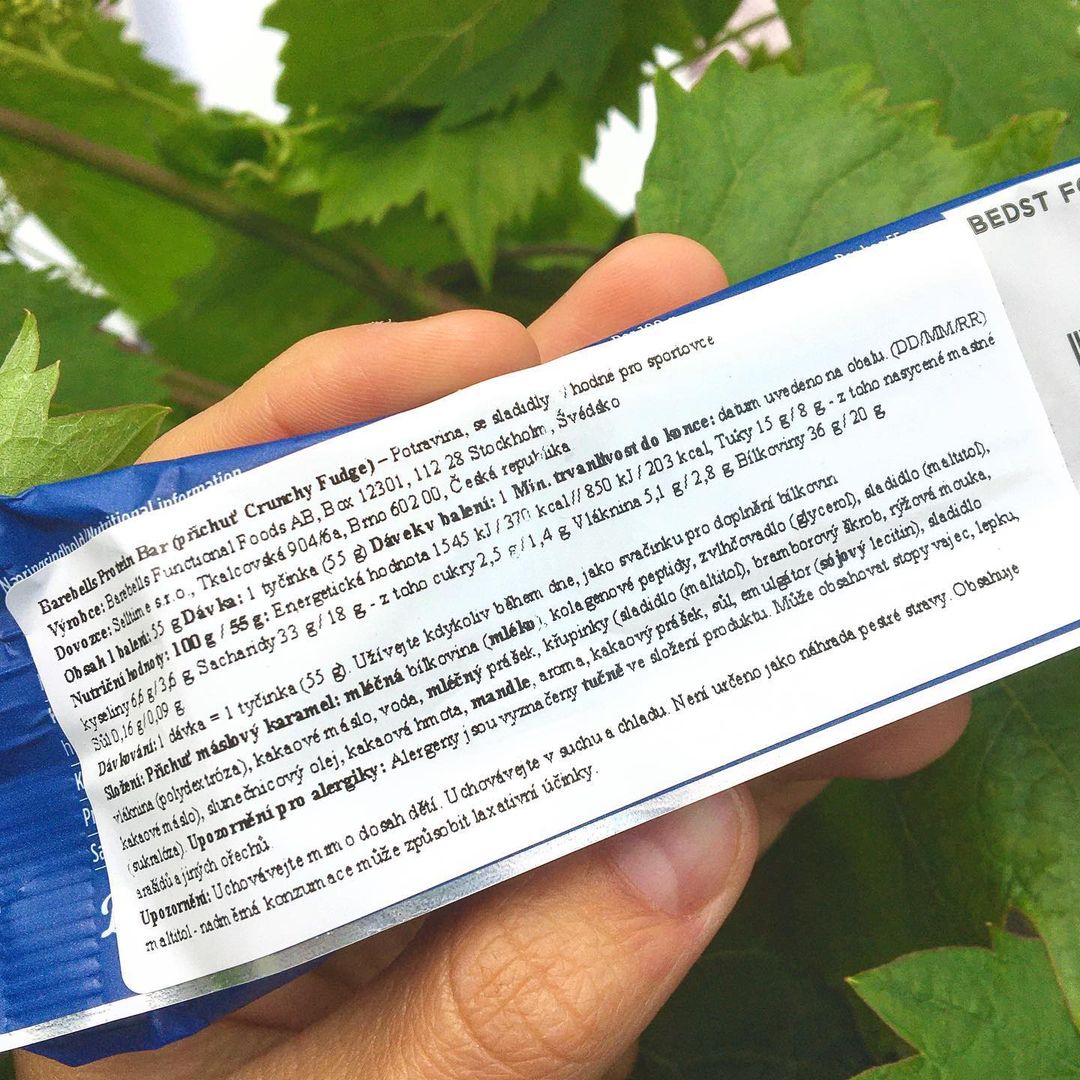 BEDST FO
Nutritional information
Barebells Protein Bar (příchuť Crunchy Fudge) – Potravina, se sladidly hodné pro sportovce
Výrobce: Barebells Functional Foods AB, Box 12301, 112 28 Stockholm, Švédsko
Dovozce: Selltime s.r.o., Tkalcovská 904/6a, Brno 602 00, Česká republika
Obsah 1 balení: 55 g Dávka: 1 tyčinka (55 g) Dávek v balení: 1 Min. trvanlivost do konce: datum uvedeno na obalu. (DD/MM/RR)
Nutriční hodnoty: 100 g / 55 g: Energetická hodnota 1545 kJ / 370 kcal// 850 kJ / 203 kcal, Tuky 15 g / 8 g - z toho nasycené mastné
kyseliny 6,6 g / 3,6 g Sacharidy 33 g / 18 g - z toho cukry 2,5 g / 1,4 g Vláknina 5,1 g / 2,8 g Bílkoviny 36 g / 20 g
Sůl 0,16 g / 0,09 g
Dávkování: 1 dávka = 1 tyčinka (55 g). Užívejte kdykoliv během dne, jako svačinku pro doplnění bílkovin
Složení: Příchuť máslový karamel: mléčná bílkovina (mléko), kolagenové peptidy, zvlhčovadlo (glycerol), sladidlo (maltitol),
vláknina (polydextróza), kakaové máslo, voda, mléčný prášek, křupinky (sladidlo (maltitol), bramborový škrob, rýžová mouka,
kakaové máslo), slunečnicový olej, kakaová hmota, mandle, aroma, kakaový prášek, sůl, emulgátor (sójový lecitin), sladidlo
(sukralóza). Upozornění pro alergiky: Alergeny jsou vyznačeny tučně ve složení produktu. Může obsahovat stopy vajec, lepku,
arašídů a jiných ořechů.
Upozornění: Uchovávejte mimo dosah dětí. Uchovávejte v suchu a chladu. Není určeno jako náhrada pestré stravy. Obsahuje
maltitol - nadměrná konzumace může způsobit laxativní účinky.